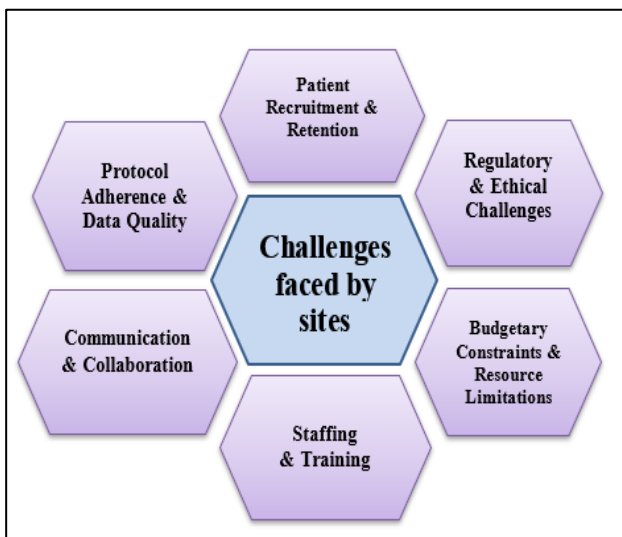 Patient
Recruitment &
Retention
Regulatory
& Ethical
Challenges
Budgetary
Constraints &
Resource
Limitations
Staffing
& Training
Communication
& Collaboration
Protocol
Adherence &
Data Quality
Challenges
faced by
sites